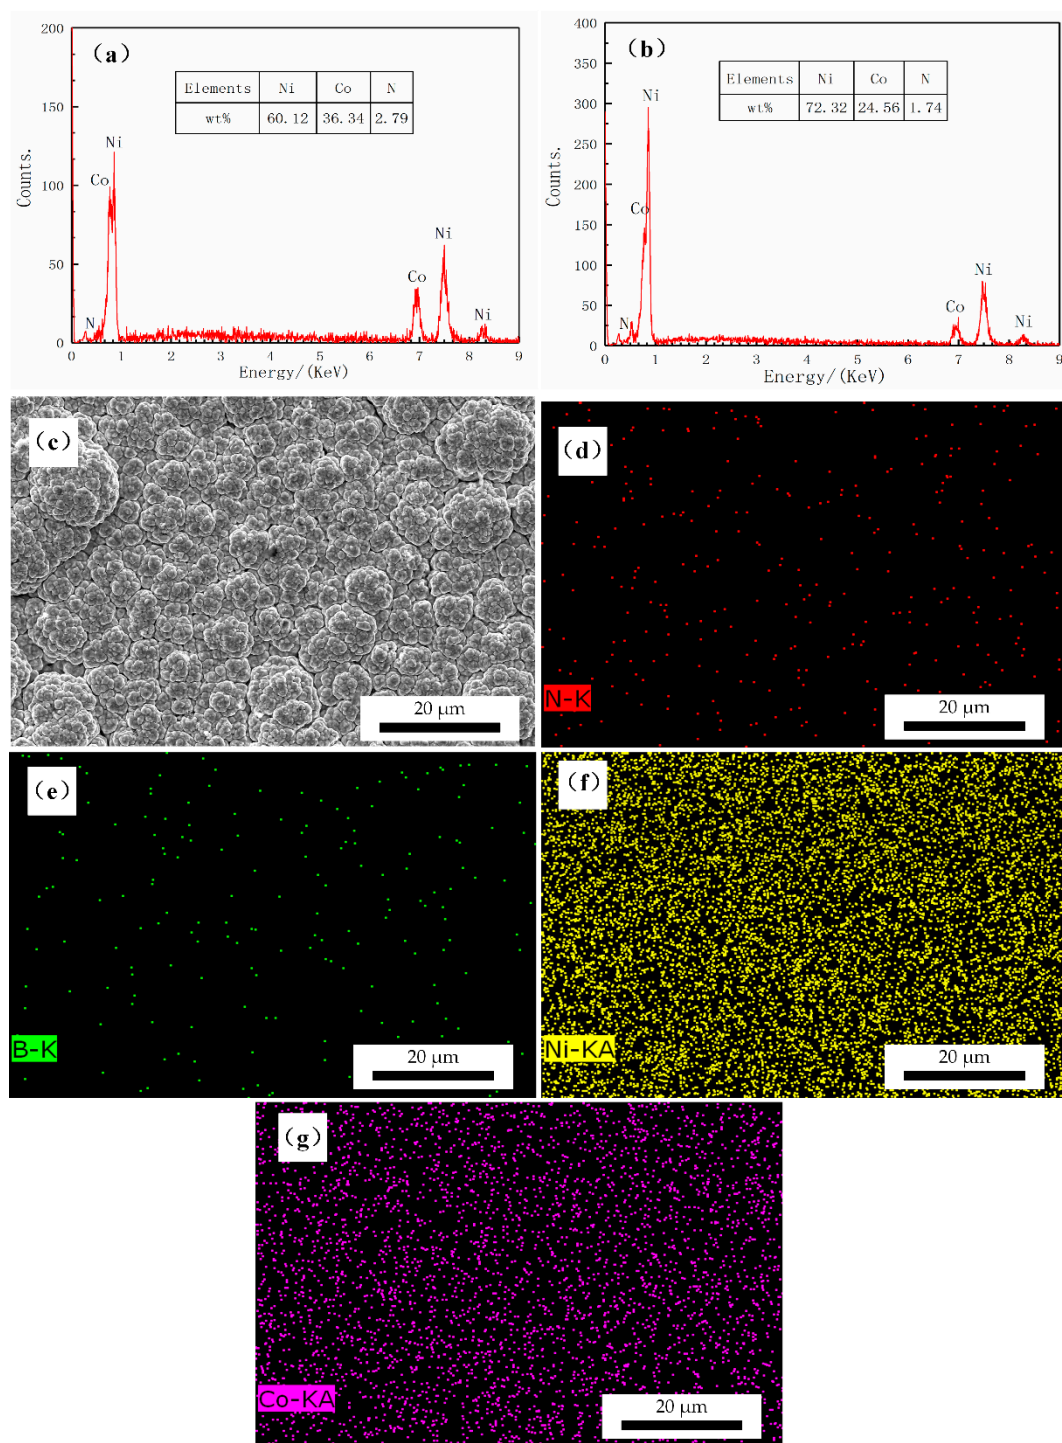 (a)
Elements Ni Co N
wt% 60.12 36.34 2.79
Ni
Co
N
Co
Ni
Ni
200
150
100
50
0
Counts.
0 1 2 3 4 5 6 7 8 9
Energy/(KeV)
(b)
Elements Ni Co N
wt% 72.32 24.56 1.74
Ni
Co
N
Co
Ni
Ni
400
350
300
250
200
150
100
50
0
Counts.
0 1 2 3 4 5 6 7 8 9
Energy/(KeV)
(c)
20 μm
(d)
N-K
20 μm
(e)
B-K
20 μm
(f)
Ni-KA
20 μm
(g)
Co-KA
20 μm